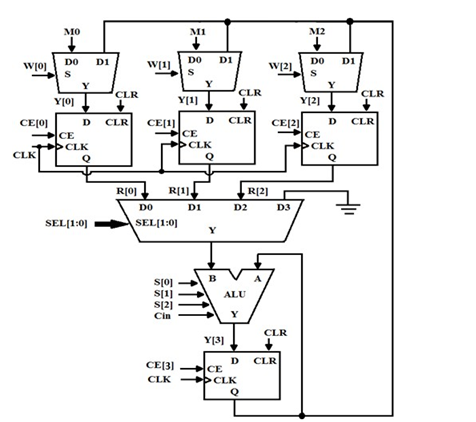 M0 M1 M2
D0 D1 D0 D1 D0 D1
W[0] S W[1] S W[2] S
Y Y Y
Y[0] CLR Y[1] CLR Y[2] CLR
D CLR D CLR D CLR
CE[0] CE CE[1] CE CE[2] CE
CLK CLK CLK CLK
Q Q Q
R[0] R[1] R[2]
D0 D1 D2 D3
SEL[1:0] SEL[1:0]
Y
B A
S[0]
S[1] ALU
S[2]
Cin Y
Y[3] CLR
D CLR
CE[3] CE
CLK CLK
Q